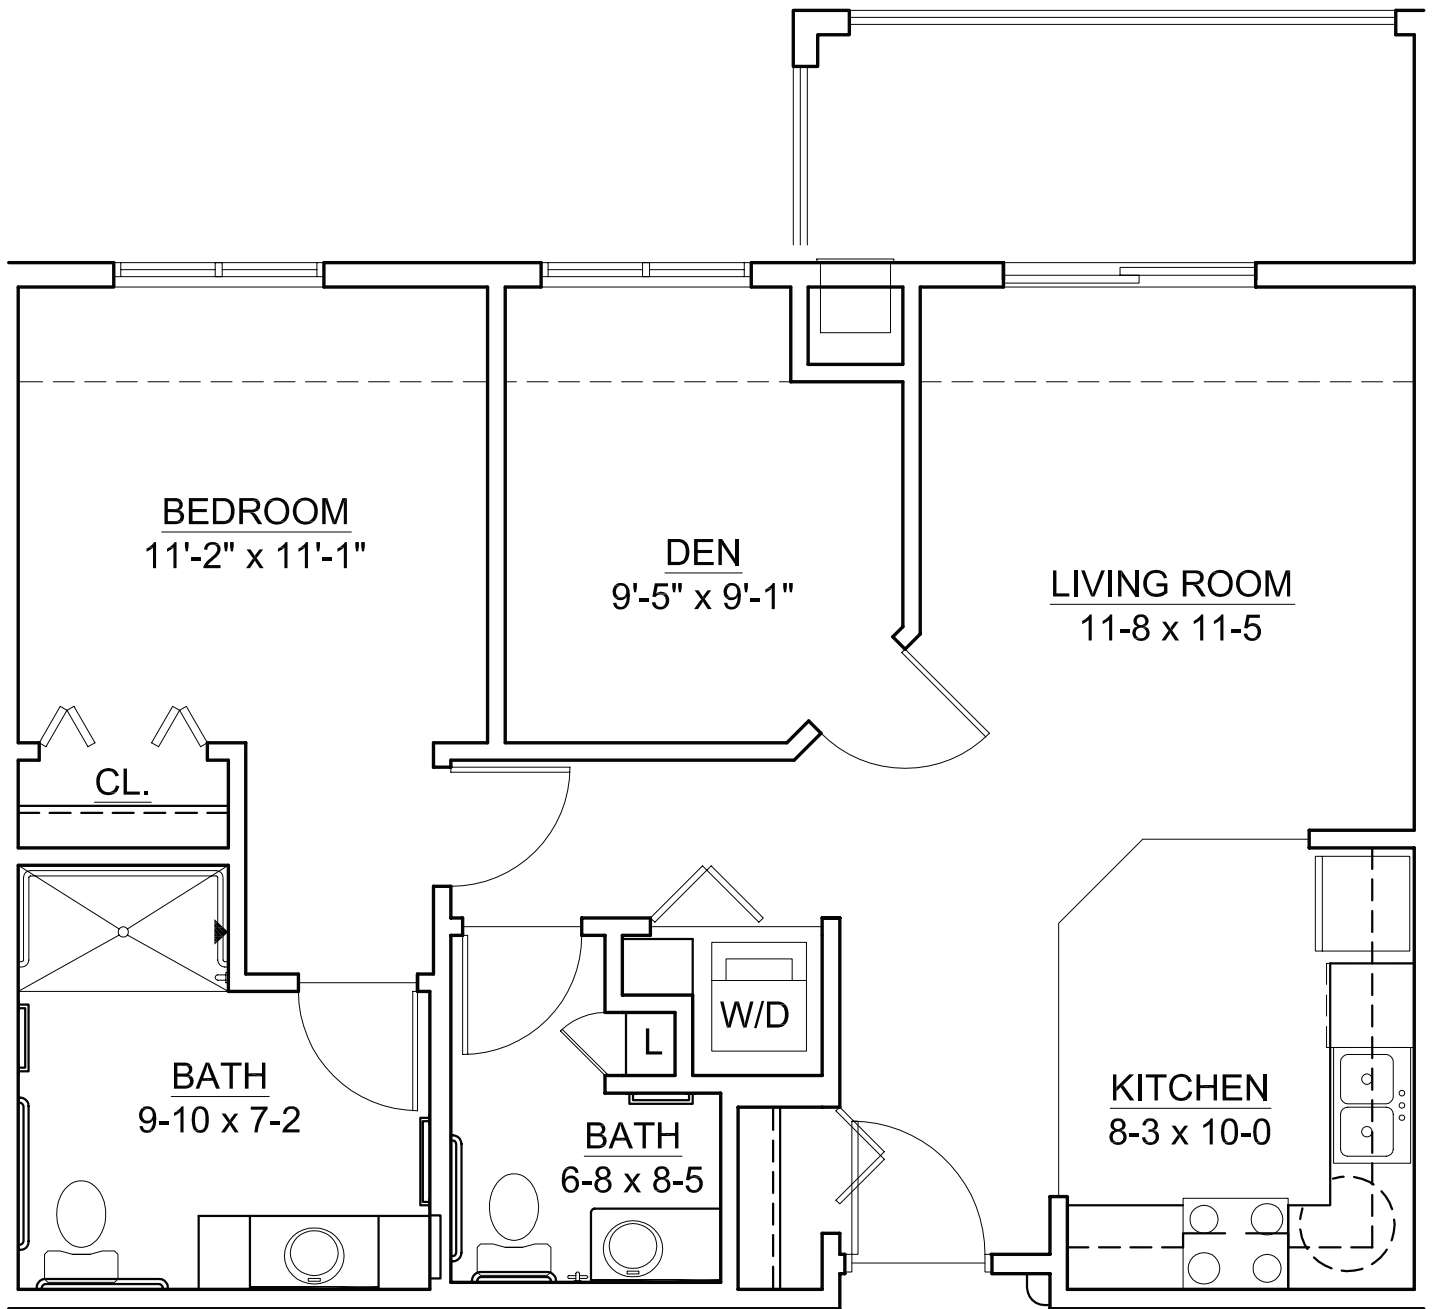 BEDROOM
11'-2" x 11'-1"
DEN
9'-5" x 9'-1"
LIVING ROOM
11-8 x 11-5
CL.
W/D
L
BATH
9-10 x 7-2
BATH
6-8 x 8-5
KITCHEN
8-3 x 10-0